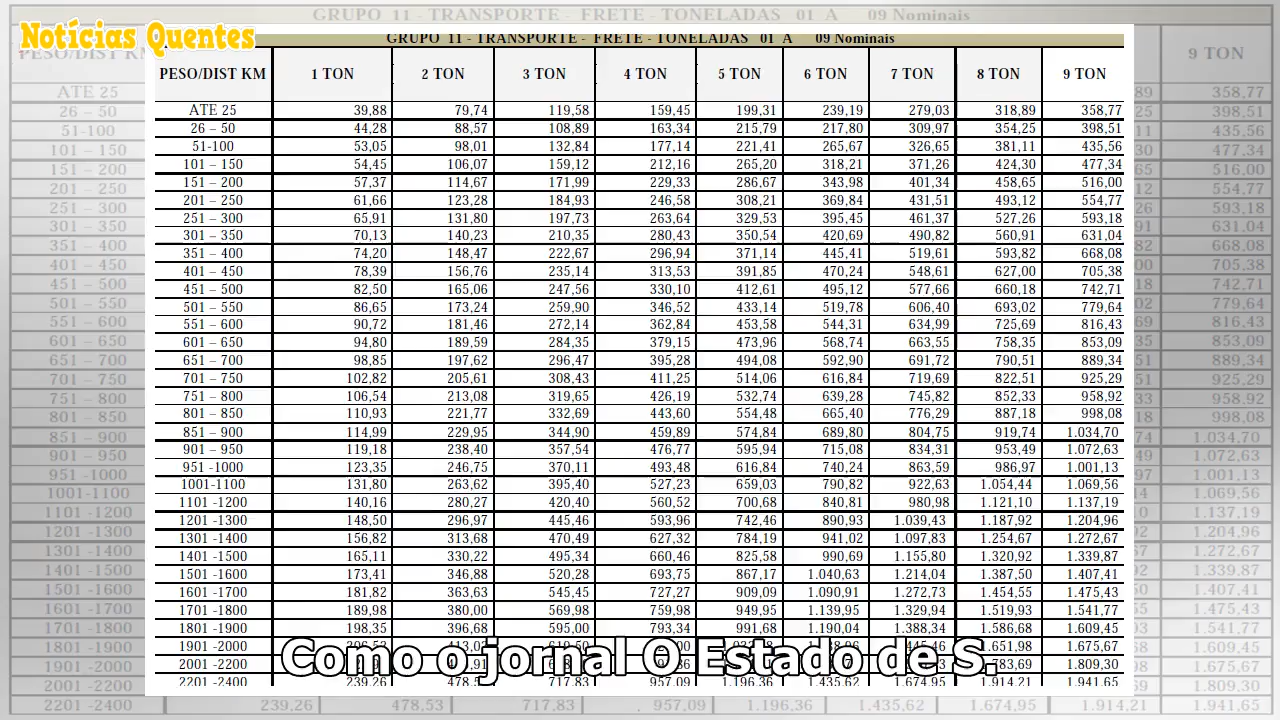 GRUPO 11 - TRANSPORTE - FRETE - TONELADAS 01 A 09 Nominais
Notícias Quentes
GRUPO 11 - TRANSPORTE - FRETE - TONELADAS 01 A 09 Nominais
PESO/DIST KM 1 TON 2 TON 3 TON 4 TON 5 TON 6 TON 7 TON 8 TON 9 TON
ATE 25 39,88 79,74 119,58 159,45 199,31 239,19 279,03 318,89 358,77
26 – 50 44,28 88,57 108,89 163,34 215,79 217,80 309,97 354,25 398,51
51-100 53,05 98,01 132,84 177,14 221,41 265,67 326,65 381,11 435,56
101 – 150 54,45 106,07 159,12 212,16 265,20 318,21 371,26 424,30 477,34
151 – 200 57,37 114,67 171,99 229,33 286,67 343,98 401,34 458,65 516,00
201 – 250 61,66 123,28 184,93 246,58 308,21 369,84 431,51 493,12 554,77
251 – 300 65,91 131,80 197,73 263,64 329,53 395,45 461,37 527,26 593,18
301 – 350 70,13 140,23 210,35 280,43 350,54 420,69 490,82 560,91 631,04
351 – 400 74,20 148,47 222,67 296,94 371,14 445,41 519,61 593,82 668,08
401 – 450 78,39 156,76 235,14 313,53 391,85 470,24 548,61 627,00 705,38
451 – 500 82,50 165,06 247,56 330,10 412,61 495,12 577,66 660,18 742,71
501 – 550 86,65 173,24 259,90 346,52 433,14 519,78 606,40 693,02 779,64
551 – 600 90,72 181,46 272,14 362,84 453,58 544,31 634,99 725,69 816,43
601 – 650 94,80 189,59 284,35 379,15 473,96 568,74 663,55 758,35 853,09
651 – 700 98,85 197,62 296,47 395,28 494,08 592,90 691,72 790,51 889,34
701 – 750 102,82 205,61 308,43 411,25 514,06 616,84 719,69 822,51 925,29
751 – 800 106,54 213,08 319,65 426,19 532,74 639,28 745,82 852,33 958,92
801 – 850 110,93 221,77 332,69 443,60 554,48 665,40 776,29 887,18 998,08
851 – 900 114,99 229,95 344,90 459,89 574,84 689,80 804,75 919,74 1.034,70
901 – 950 119,18 238,40 357,54 476,77 595,94 715,08 834,31 953,49 1.072,63
951 -1000 123,35 246,75 370,11 493,48 616,84 740,24 863,59 986,97 1.001,13
1001-1100 131,80 263,62 395,40 527,23 659,03 790,82 922,63 1.054,44 1.069,56
1101 -1200 140,16 280,27 420,40 560,52 700,68 840,81 980,98 1.121,10 1.137,19
1201 -1300 148,50 296,97 445,46 593,96 742,46 890,93 1.039,43 1.187,92 1.204,96
1301 -1400 156,82 313,68 470,49 627,32 784,19 941,02 1.097,83 1.254,67 1.272,67
1401 -1500 165,11 330,22 495,34 660,46 825,58 990,69 1.155,80 1.320,92 1.339,87
1501 -1600 173,41 346,88 520,28 693,75 867,17 1.040,63 1.214,04 1.387,50 1.407,41
1601 -1700 181,82 363,63 545,45 727,27 909,09 1.090,91 1.272,73 1.454,55 1.475,43
1701 -1800 189,98 380,00 569,98 759,98 949,95 1.139,95 1.329,94 1.519,93 1.541,77
1801 -1900 198,35 396,68 595,00 793,34 991,68 1.190,04 1.388,34 1.586,68 1.609,45
1901 -2000 1.651,98 1.675,67
Como o jornal O Estado de S.
2001 -2200 1.809,30
2201 -2400 239,26 717,83 957,09 1.196,36 1.435,62 1.674,95 1.914,21 1.941,65
2201 -2400 239,26 478,53 717,83 957,09 1.196,36 1.435,62 1.674,95 1.914,21 1.941,65